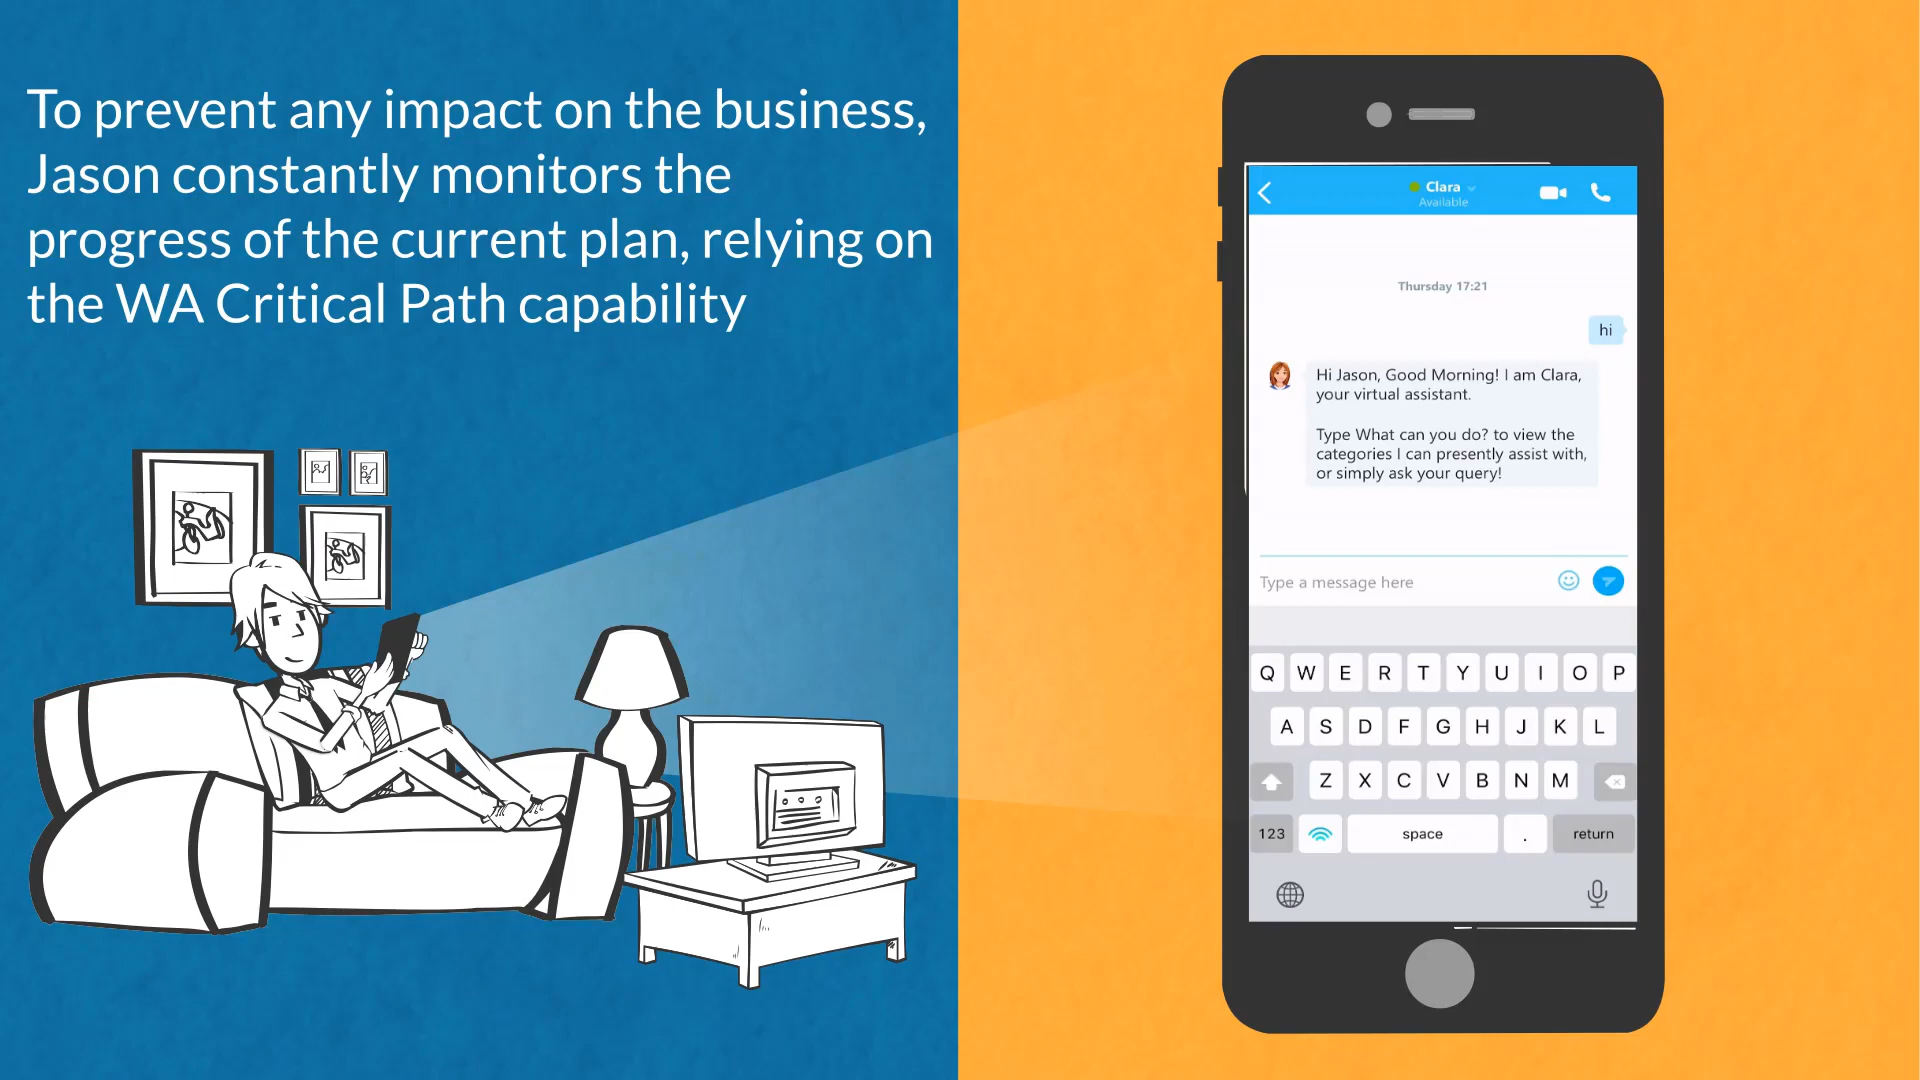 To prevent any impact on the business,
Jason constantly monitors the
progress of the current plan, relying on
the WA Critical Path capability
Clara
Available
Thursday 17:21
hi
Hi Jason, Good Morning! I am Clara,
your virtual assistant.
Type What can you do? to view the
categories I can presently assist with,
or simply ask your query!
Type a message here
Q W E R T Y U I O P
A S D F G H J K L
Z X C V B N M
123 space . return